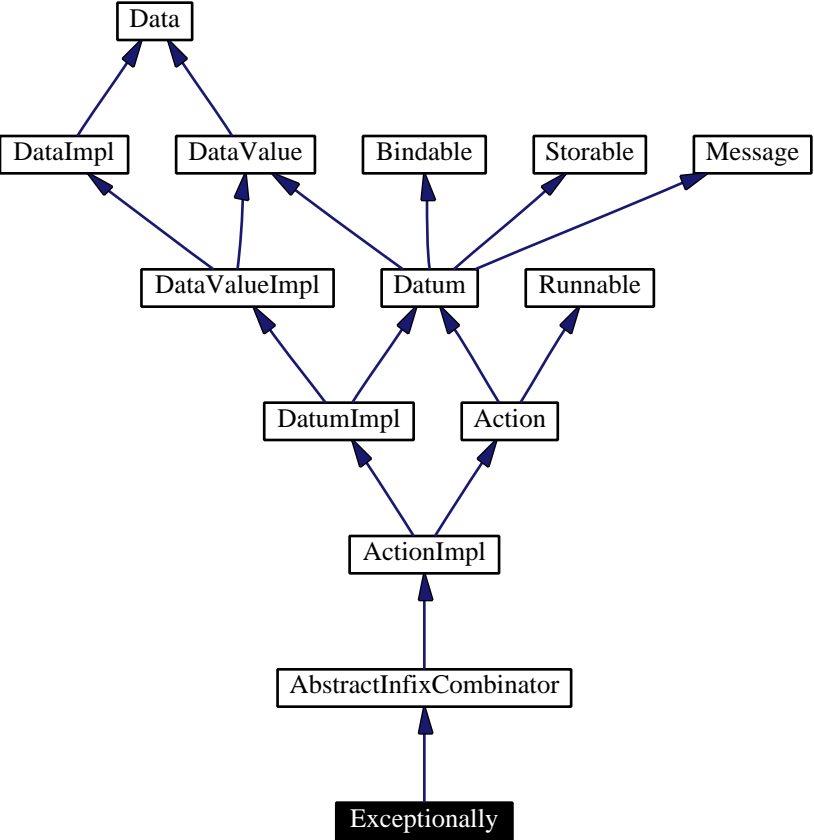 Data
DataImpl
DataValue
Bindable
Storable
Message
DataValueImpl
Datum
Runnable
DatumImpl
Action
ActionImpl
AbstractInfixCombinator
Exceptionally